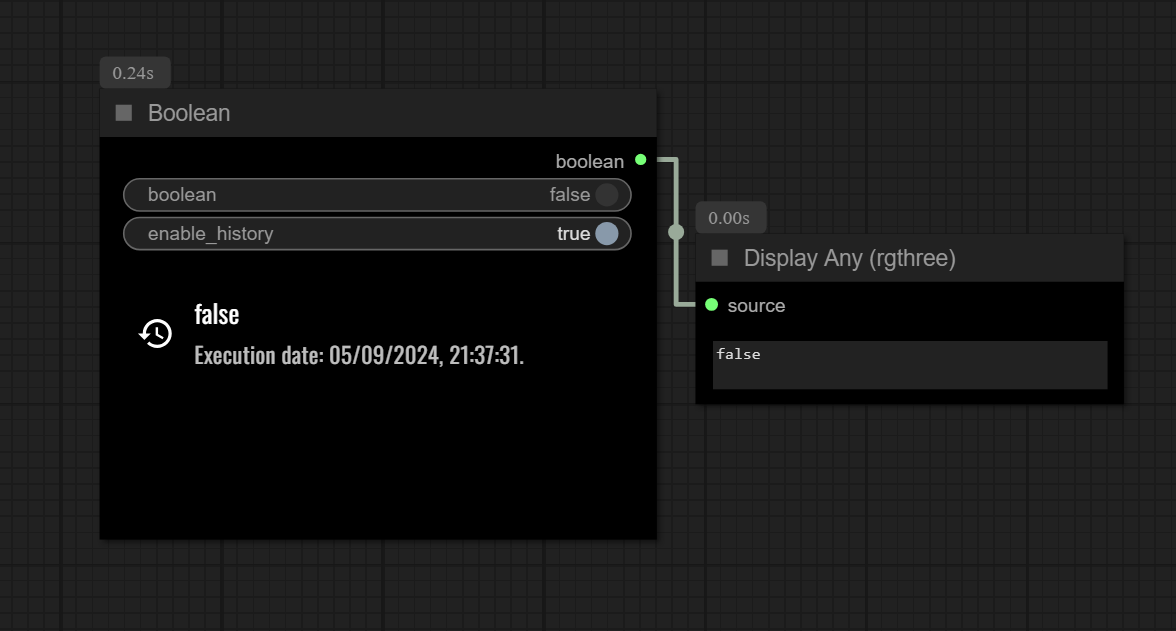 0.24s
Boolean
boolean
boolean false
enable_history true
false
Execution date: 05/09/2024, 21:37:31.
0.00s
Display Any (rgthree)
source
false